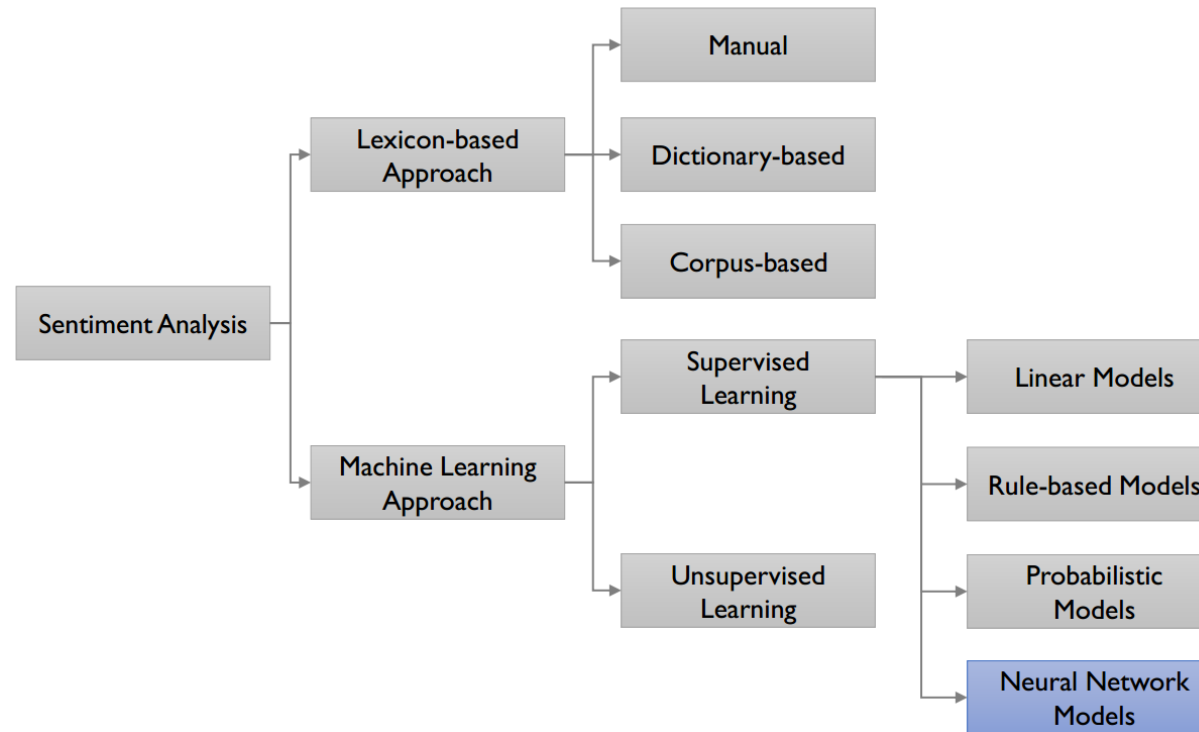 Manual
Lexicon-based
Approach
Dictionary-based
Corpus-based
Sentiment Analysis
Supervised
Learning
Linear Models
Machine Learning
Approach
Rule-based Models
Unsupervised
Learning
Probabilistic
Models
Neural Network
Models